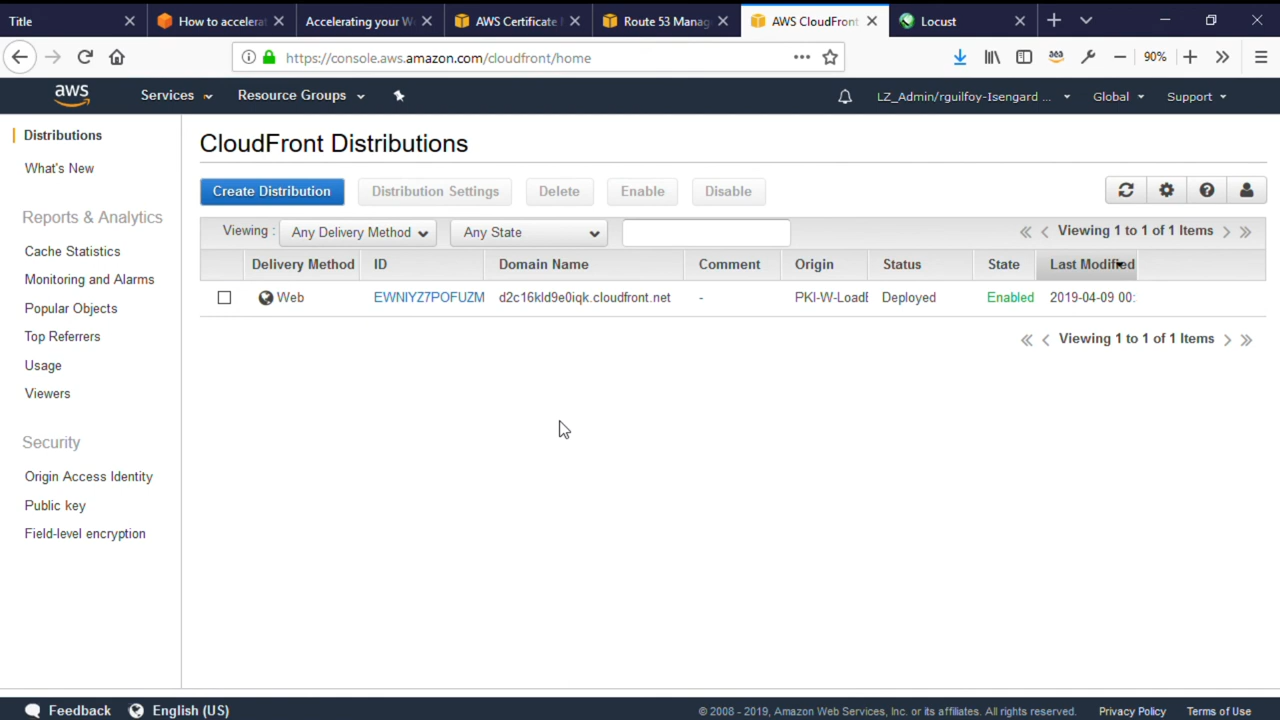 Title
How to accelerat
Accelerating your W
AWS Certificate
Route 53 Manag
AWS CloudFront
Locust
https://console.aws.amazon.com/cloudfront/home
90%
aws
Services
Resource Groups
LZ_Admin/rguilfoy-Isengard ...
Global
Support
Distributions
What's New
Reports & Analytics
Cache Statistics
Monitoring and Alarms
Popular Objects
Top Referrers
Usage
Viewers
Security
Origin Access Identity
Public key
Field-level encryption
CloudFront Distributions
Create Distribution
Distribution Settings
Delete
Enable
Disable
Viewing :
Any Delivery Method
Any State
Viewing 1 to 1 of 1 Items
Delivery Method ID Domain Name Comment Origin Status State Last Modified
Web EWNIYZ7POFUZM d2c16kld9e0iqk.cloudfront.net - PKI-W-Loadl Deployed Enabled 2019-04-09 00:
Viewing 1 to 1 of 1 Items
Feedback
English (US)
© 2008 - 2019, Amazon Web Services, Inc. or its affiliates. All rights reserved.
Privacy Policy
Terms of Use